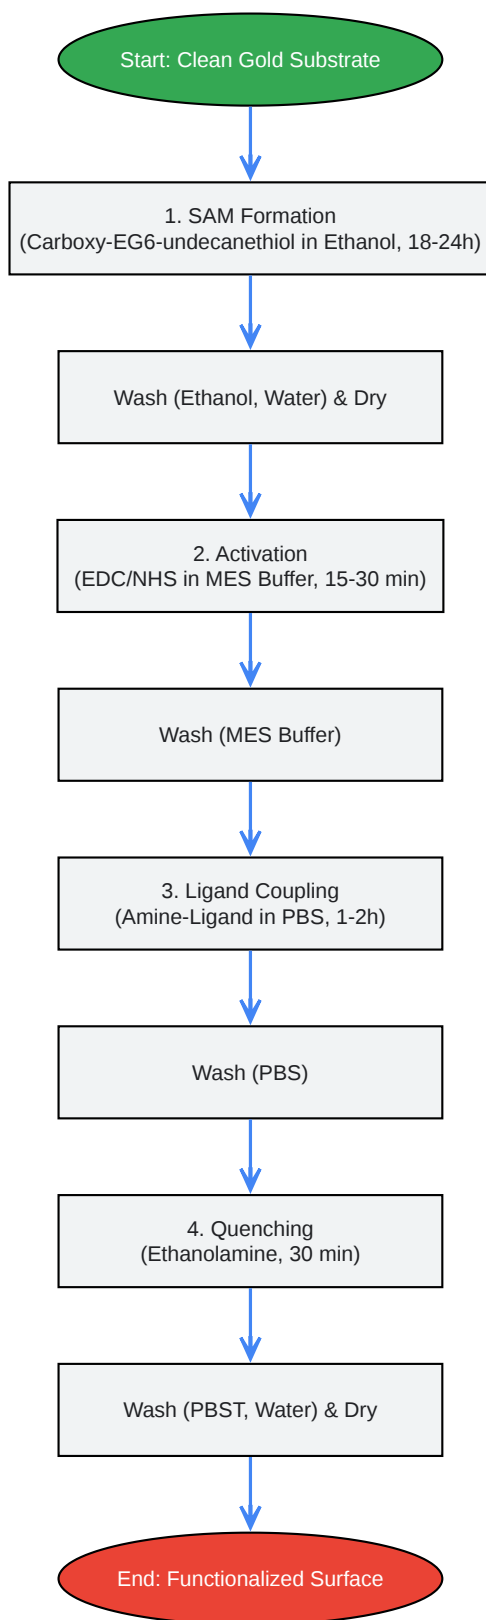 Start: Clean Gold Substrate
1. SAM Formation
(Carboxy-EG6-undecanethiol in Ethanol, 18-24h)
Wash (Ethanol, Water) & Dry
2. Activation
(EDC/NHS in MES Buffer, 15-30 min)
Wash (MES Buffer)
3. Ligand Coupling
(Amine-Ligand in PBS, 1-2h)
Wash (PBS)
4. Quenching
(Ethanolamine, 30 min)
Wash (PBST, Water) & Dry
End: Functionalized Surface